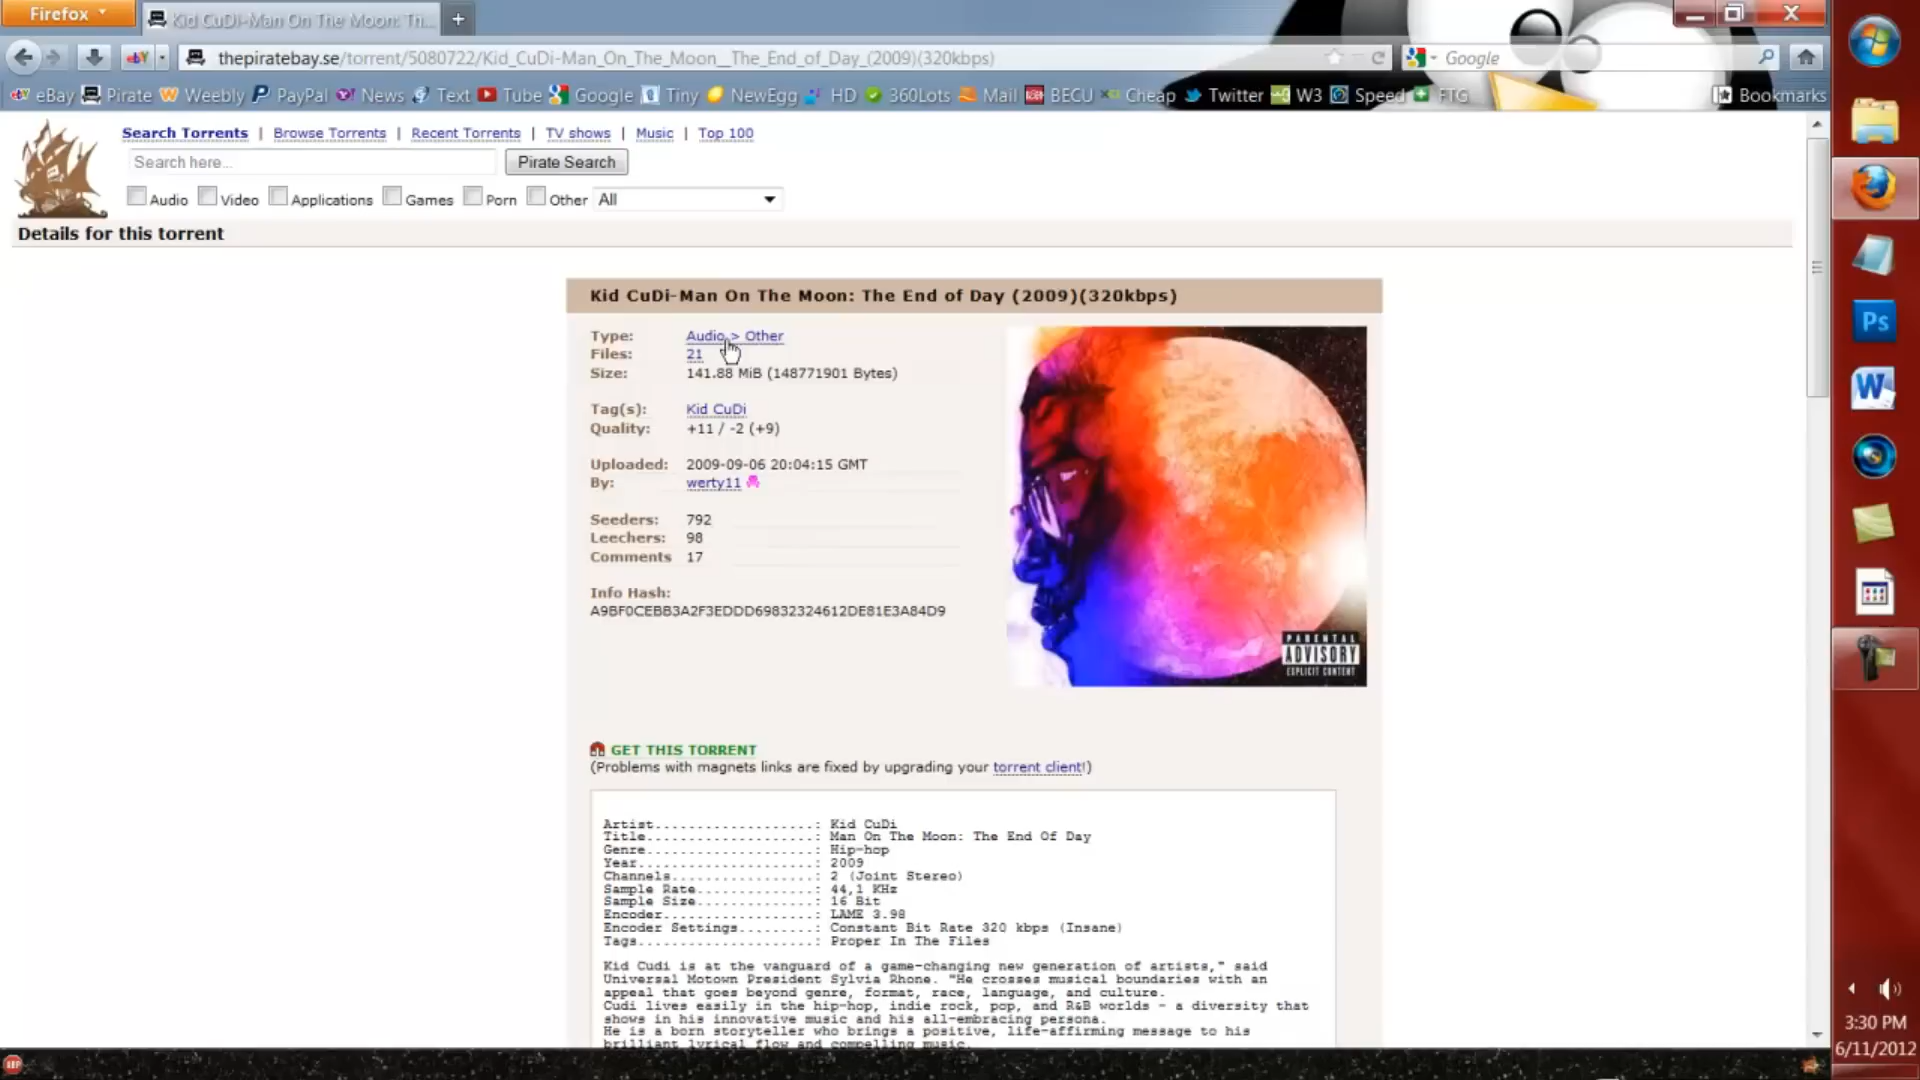 Firefox
Kid CuDi-Man On The Moon: Th...
thepiratebay.se/torrent/5080722/Kid_CuDi-Man_On_The_Moon__The_End_of_Day_(2009)(320kbps)
Google
eBay Pirate Weebly PayPal News Text Tube Google Tiny NewEgg HD 360Lots Mail BECU Cheap Twitter W3 Speed FTG Bookmarks
Search Torrents | Browse Torrents | Recent Torrents | TV shows | Music | Top 100
Search here... Pirate Search
Audio Video Applications Games Porn Other All
Details for this torrent
Kid CuDi-Man On The Moon: The End of Day (2009)(320kbps)
Type: Audio > Other
Files: 21
Size: 141.88 MiB (148771901 Bytes)
Tag(s): Kid CuDi
Quality: +11 / -2 (+9)
Uploaded: 2009-09-06 20:04:15 GMT
By: werty11
Seeders: 792
Leechers: 98
Comments 17
Info Hash:
A9BF0CEBB3A2F3EDDD69832324612DE81E3A84D9
PARENTAL
ADVISORY
EXPLICIT CONTENT
GET THIS TORRENT
(Problems with magnets links are fixed by upgrading your torrent client!)
Artist...................: Kid CuDi
Title....................: Man On The Moon: The End Of Day
Genre....................: Hip-hop
Year.....................: 2009
Channels.................: 2 (Joint Stereo)
Sample Rate..............: 44,1 KHz
Sample Size..............: 16 Bit
Encoder..................: LAME 3.98
Encoder Settings.........: Constant Bit Rate 320 kbps (Insane)
Tags.....................: Proper In The Files
Kid Cudi is at the vanguard of a game-changing new generation of artists," said
Universal Motown President Sylvia Rhone. "He crosses musical boundaries with an
appeal that goes beyond genre, format, race, language, and culture.
Cudi lives easily in the hip-hop, indie rock, pop, and R&B worlds - a diversity that
shows in his innovative music and his all-embracing persona.
He is a born storyteller who brings a positive, life-affirming message to his
brilliant lyrical flow and compelling music.
Ps
W
3:30 PM
6/11/2012